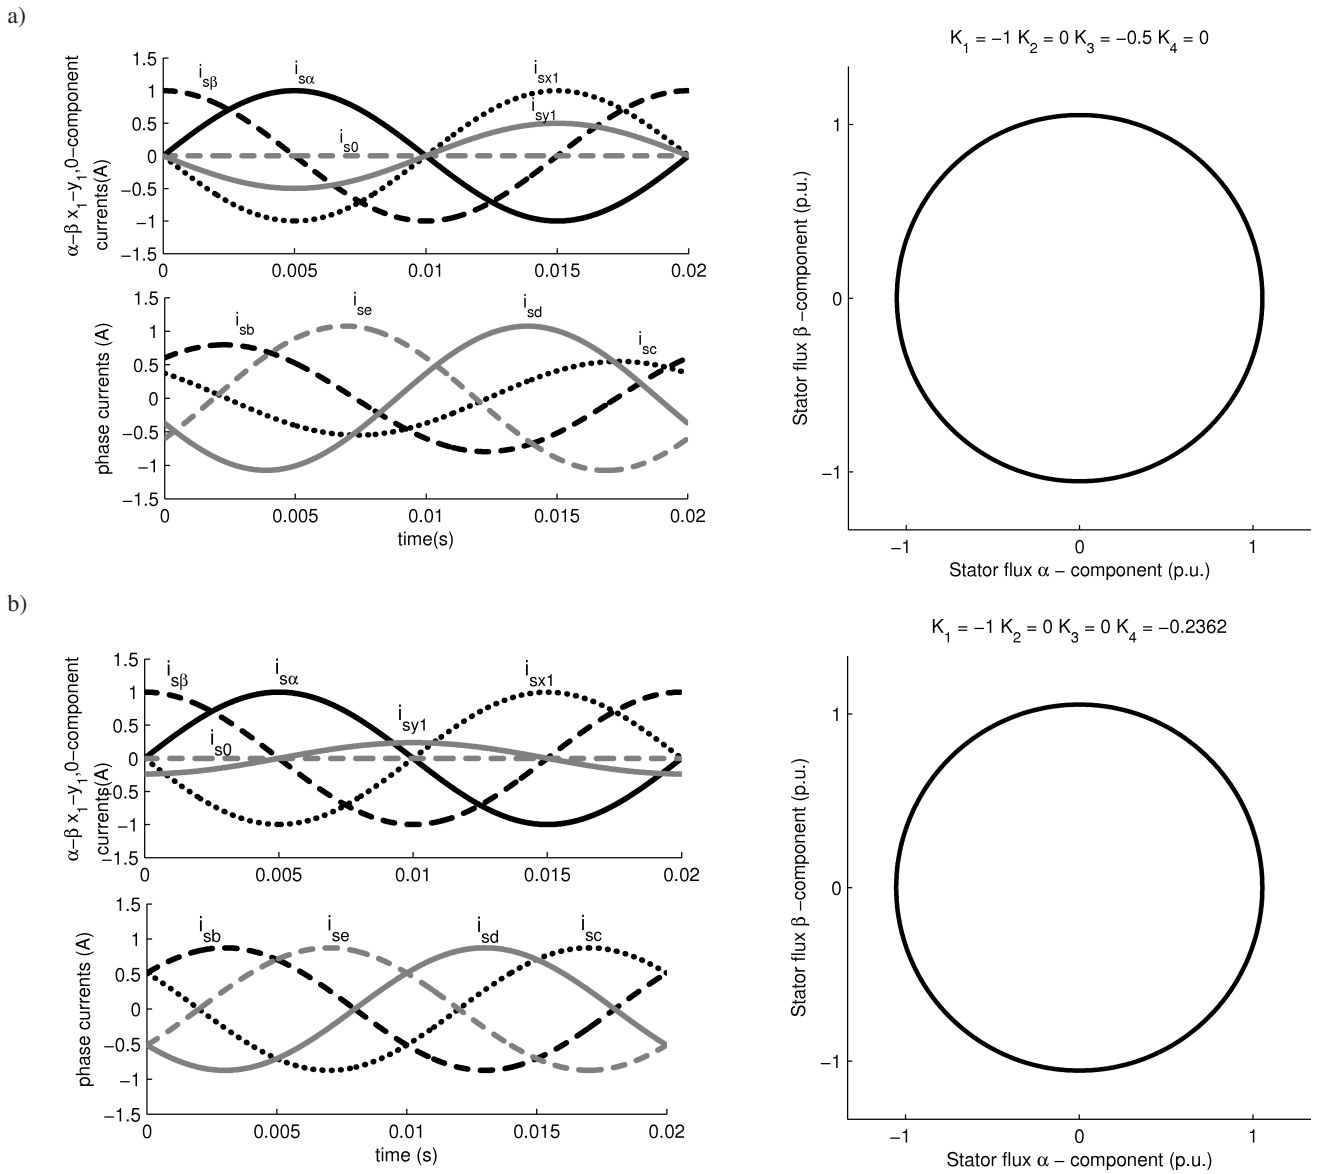 a)
K1 = −1 K2 = 0 K3 = −0.5 K4 = 0
α−β x1−y1,0−component
currents(A)
1.5
1
0.5
0
−0.5
−1
−1.5
isβ
isα
isx1
isy1
is0
0 0.005 0.01 0.015 0.02
phase currents (A)
1.5
1
0.5
0
−0.5
−1
−1.5
isb
ise
isd
isc
0 0.005 0.01 0.015 0.02
time(s)
Stator flux β −component (p.u.)
1
0
−1
−1 0 1
Stator flux α − component (p.u.)
b)
K1 = −1 K2 = 0 K3 = 0 K4 = −0.2362
α−β x1−y1,0−component
currents(A)
1.5
1
0.5
0
−0.5
−1
−1.5
isβ
isα
isx1
isy1
is0
0 0.005 0.01 0.015 0.02
phase currents (A)
1.5
1
0.5
0
−0.5
−1
−1.5
isb
ise
isd
isc
0 0.005 0.01 0.015 0.02
time (s)
Stator flux β −component (p.u.)
1
0
−1
−1 0 1
Stator flux α − component (p.u.)